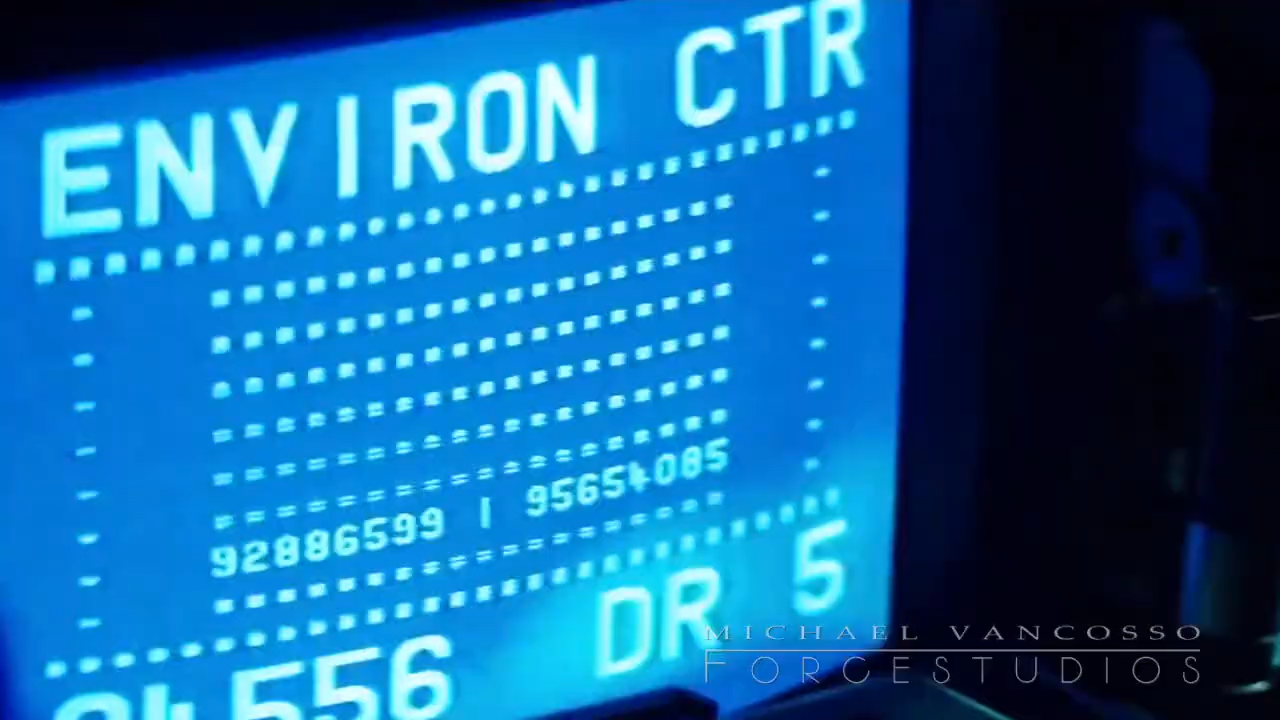 ENVIRON CTR
92886599 | 95654085
DR 5
MICHAEL VANCOSSO
FORCESTUDIOS